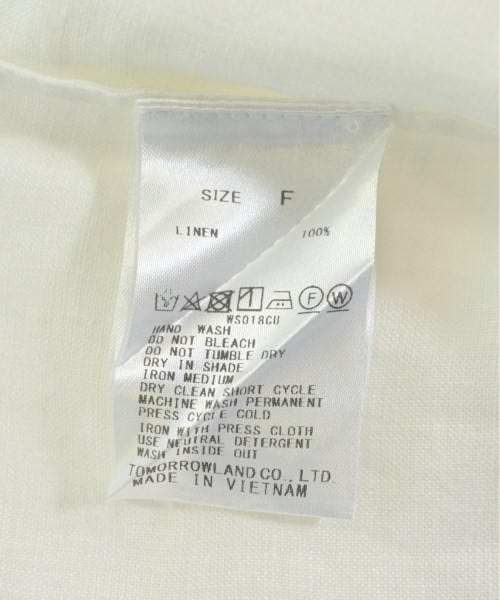 SIZE F
LINEN 100%
F W
WS018CU
HAND WASH
DO NOT BLEACH
DO NOT TUMBLE DRY
DRY IN SHADE
IRON MEDIUM
DRY CLEAN SHORT CYCLE
MACHINE WASH PERMANENT
PRESS CYCLE COLD
IRON WITH PRESS CLOTH
USE NEUTRAL DETERGENT
WASH INSIDE OUT
TOMORROWLAND CO., LTD.
MADE IN VIETNAM